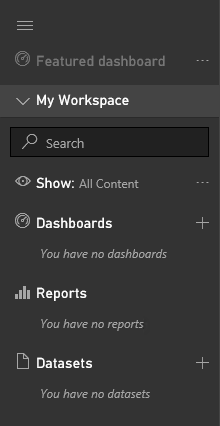 Featured dashboard
My Workspace
Search
Show: All Content
Dashboards
You have no dashboards
Reports
You have no reports
Datasets
You have no datasets